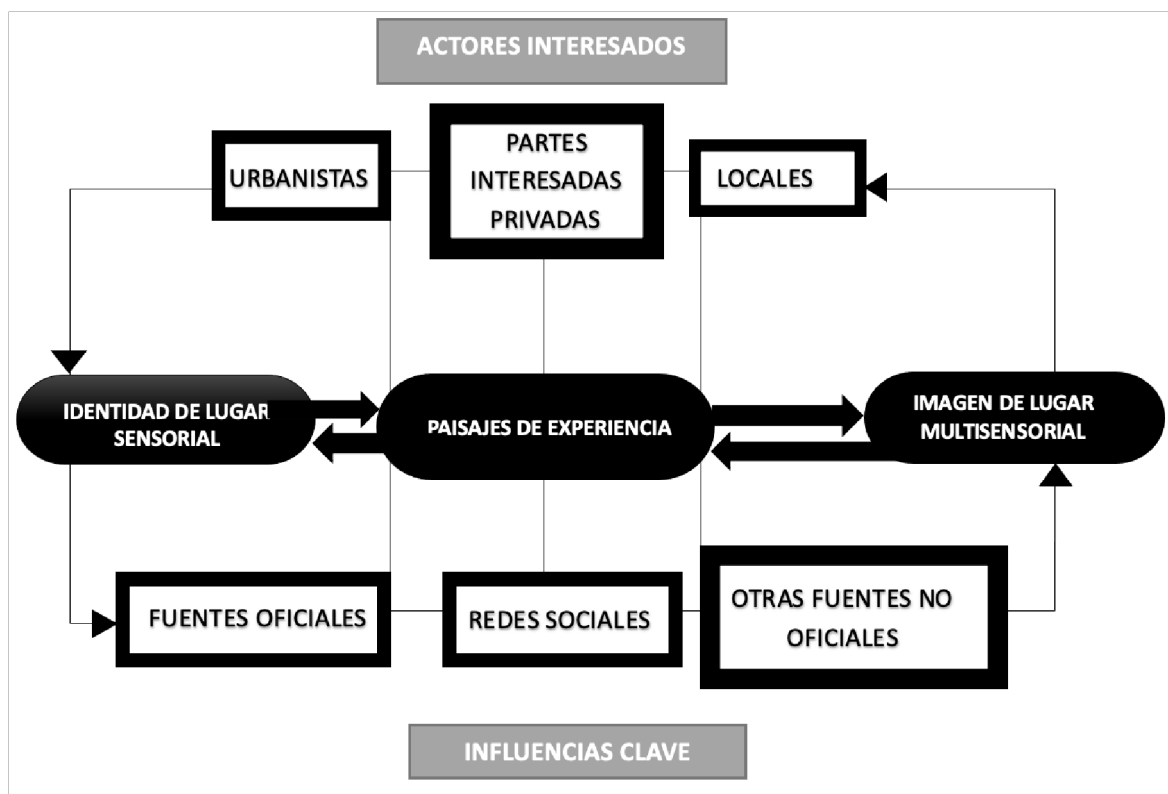 ACTORES INTERESADOS
URBANISTAS
PARTES
INTERESADAS
PRIVADAS
LOCALES
IDENTIDAD DE LUGAR
SENSORIAL
PAISAJES DE EXPERIENCIA
IMAGEN DE LUGAR
MULTISENSORIAL
FUENTES OFICIALES
REDES SOCIALES
OTRAS FUENTES NO
OFICIALES
INFLUENCIAS CLAVE